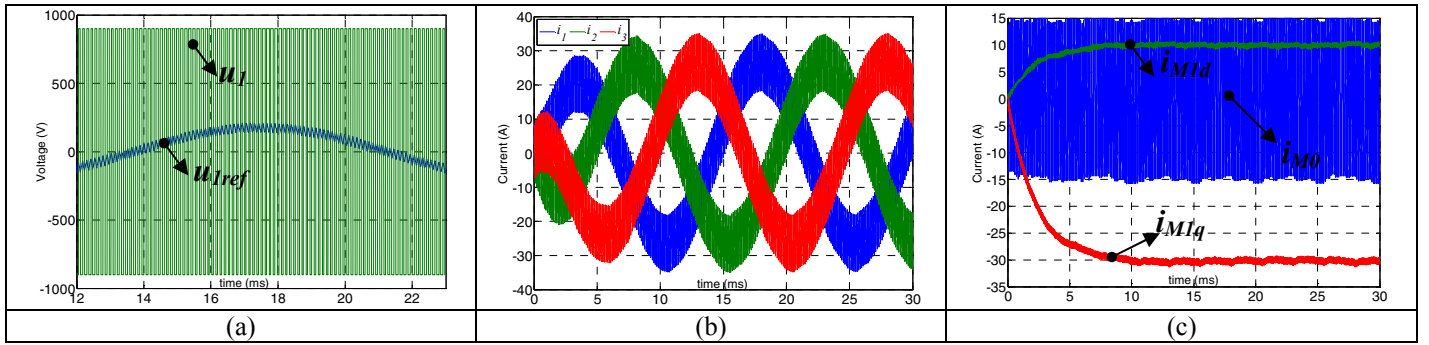 1000
500
0
-500
-1000
12 14 16 18 20 22
Voltage (V)
time (ms)
u1
u1ref
(a)
40
30
20
10
0
-10
-20
-30
-40
0 5 10 15 20 25 30
Current (A)
time (ms)
i1 i2 i3
(b)
15
10
5
0
-5
-10
-15
-20
-25
-30
-35
0 5 10 15 20 25 30
Current (A)
time (ms)
iM1d
iM0
iM1q
(c)